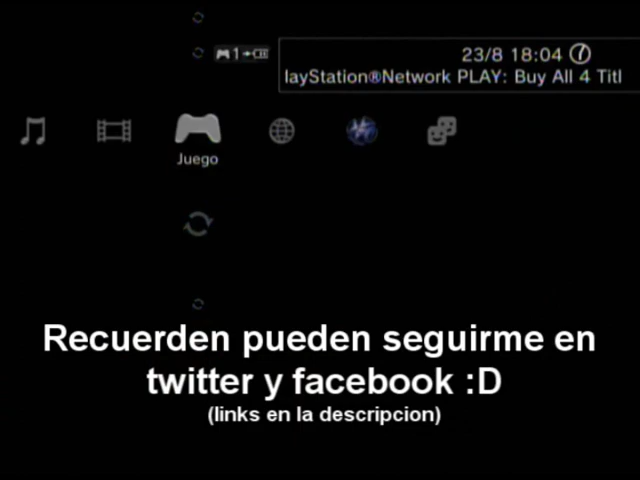 1
23/8 18:04
layStation®Network PLAY: Buy All 4 Titl
Juego
Recuerden pueden seguirme en
twitter y facebook :D
(links en la descripcion)